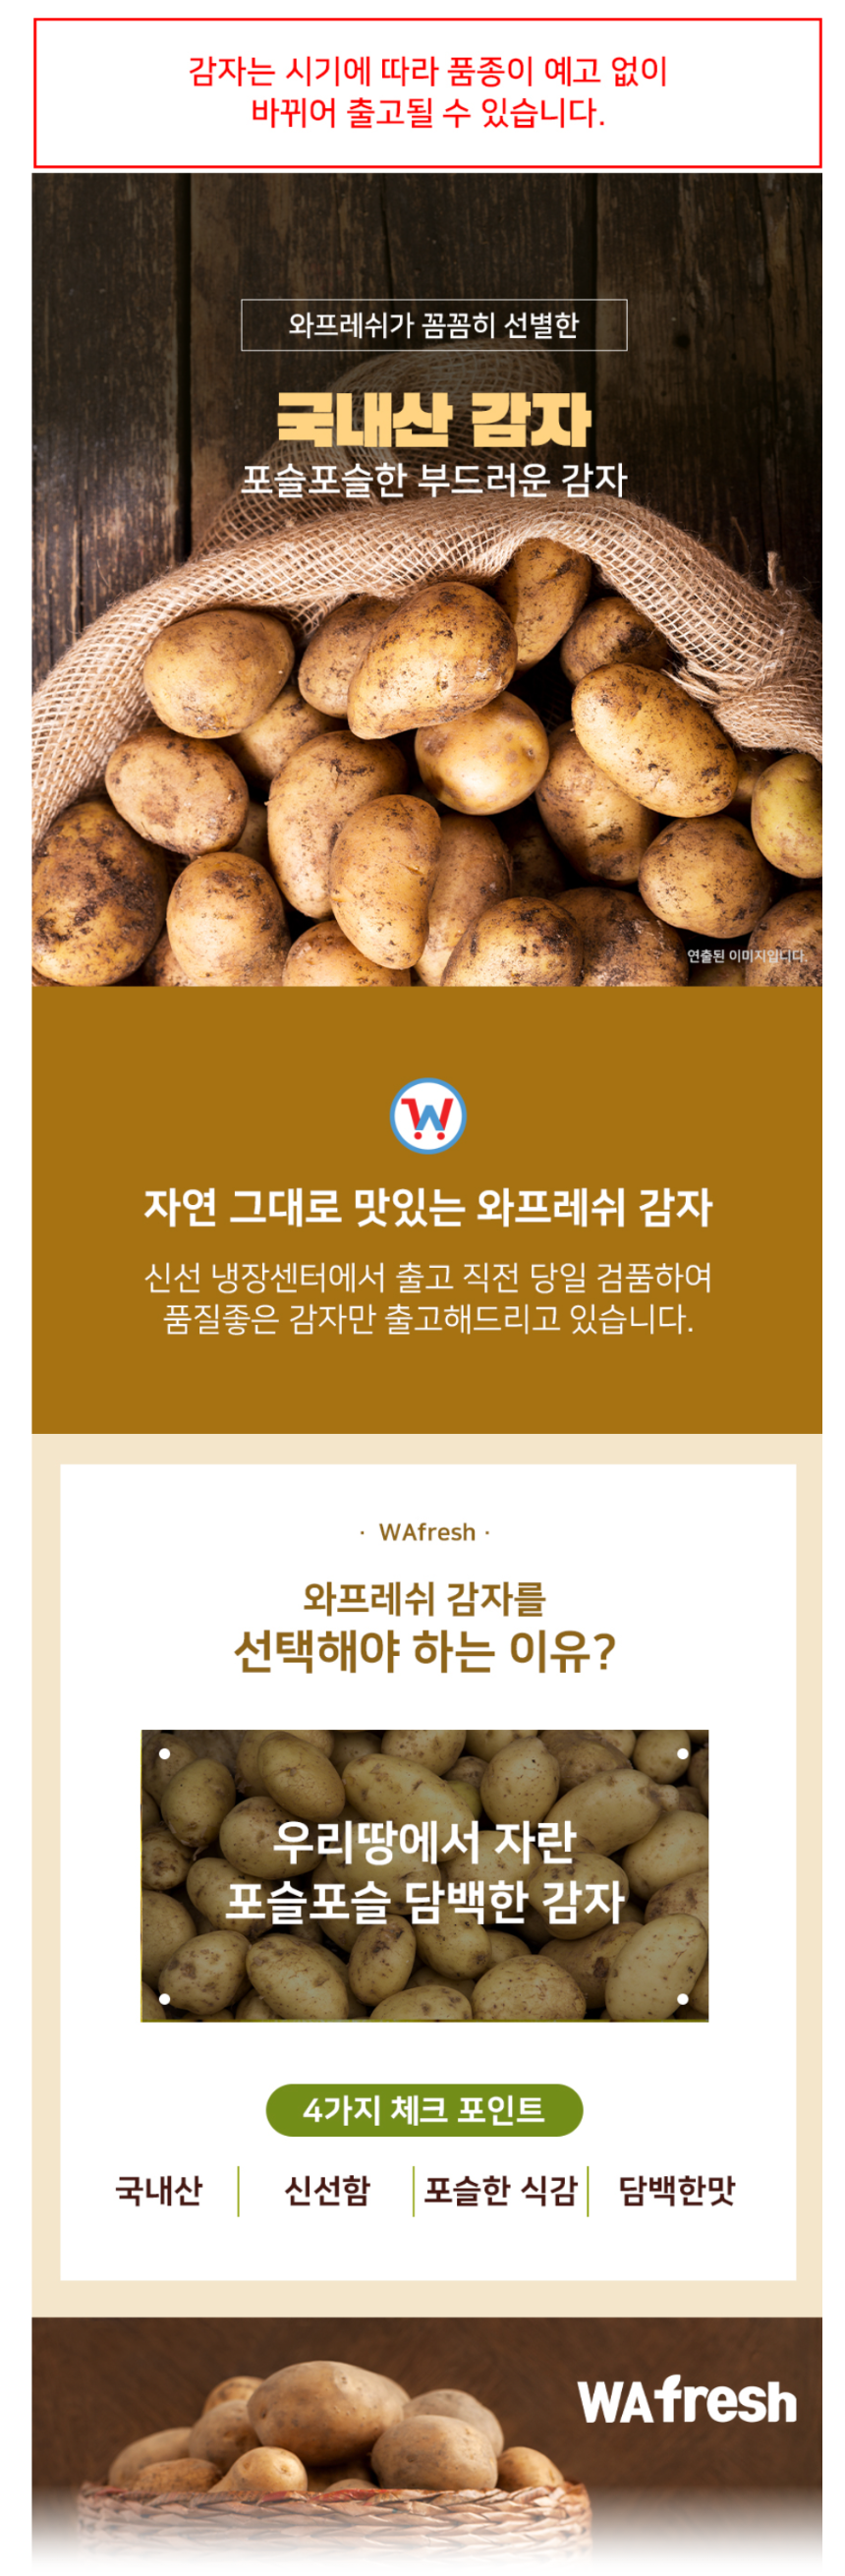 감자는 시기에 따라 품종이 예고 없이
바뀌어 출고될 수 있습니다.
와프레쉬가 꼼꼼히 선별한
국내산 감자
포슬포슬한 부드러운 감자
연출된 이미지입니다.
W
자연 그대로 맛있는 와프레쉬 감자
신선 냉장센터에서 출고 직전 당일 검품하여
품질좋은 감자만 출고해드리고 있습니다.
· WAfresh ·
와프레쉬 감자를
선택해야 하는 이유?
우리땅에서 자란
포슬포슬 담백한 감자
4가지 체크 포인트
국내산
신선함
포슬한 식감
담백한맛
WAfresh